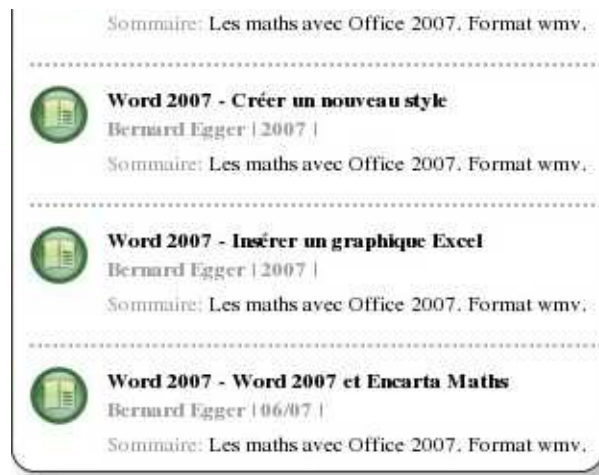 Sommaire: Les maths avec Office 2007. Format wmv.
Word 2007 - Créer un nouveau style
Bernard Egger | 2007 |
Sommaire: Les maths avec Office 2007. Format wmv.
Word 2007 - Insérer un graphique Excel
Bernard Egger | 2007 |
Sommaire: Les maths avec Office 2007. Format wmv.
Word 2007 - Word 2007 et Encarta Maths
Bernard Egger | 06/07 |
Sommaire: Les maths avec Office 2007. Format wmv.